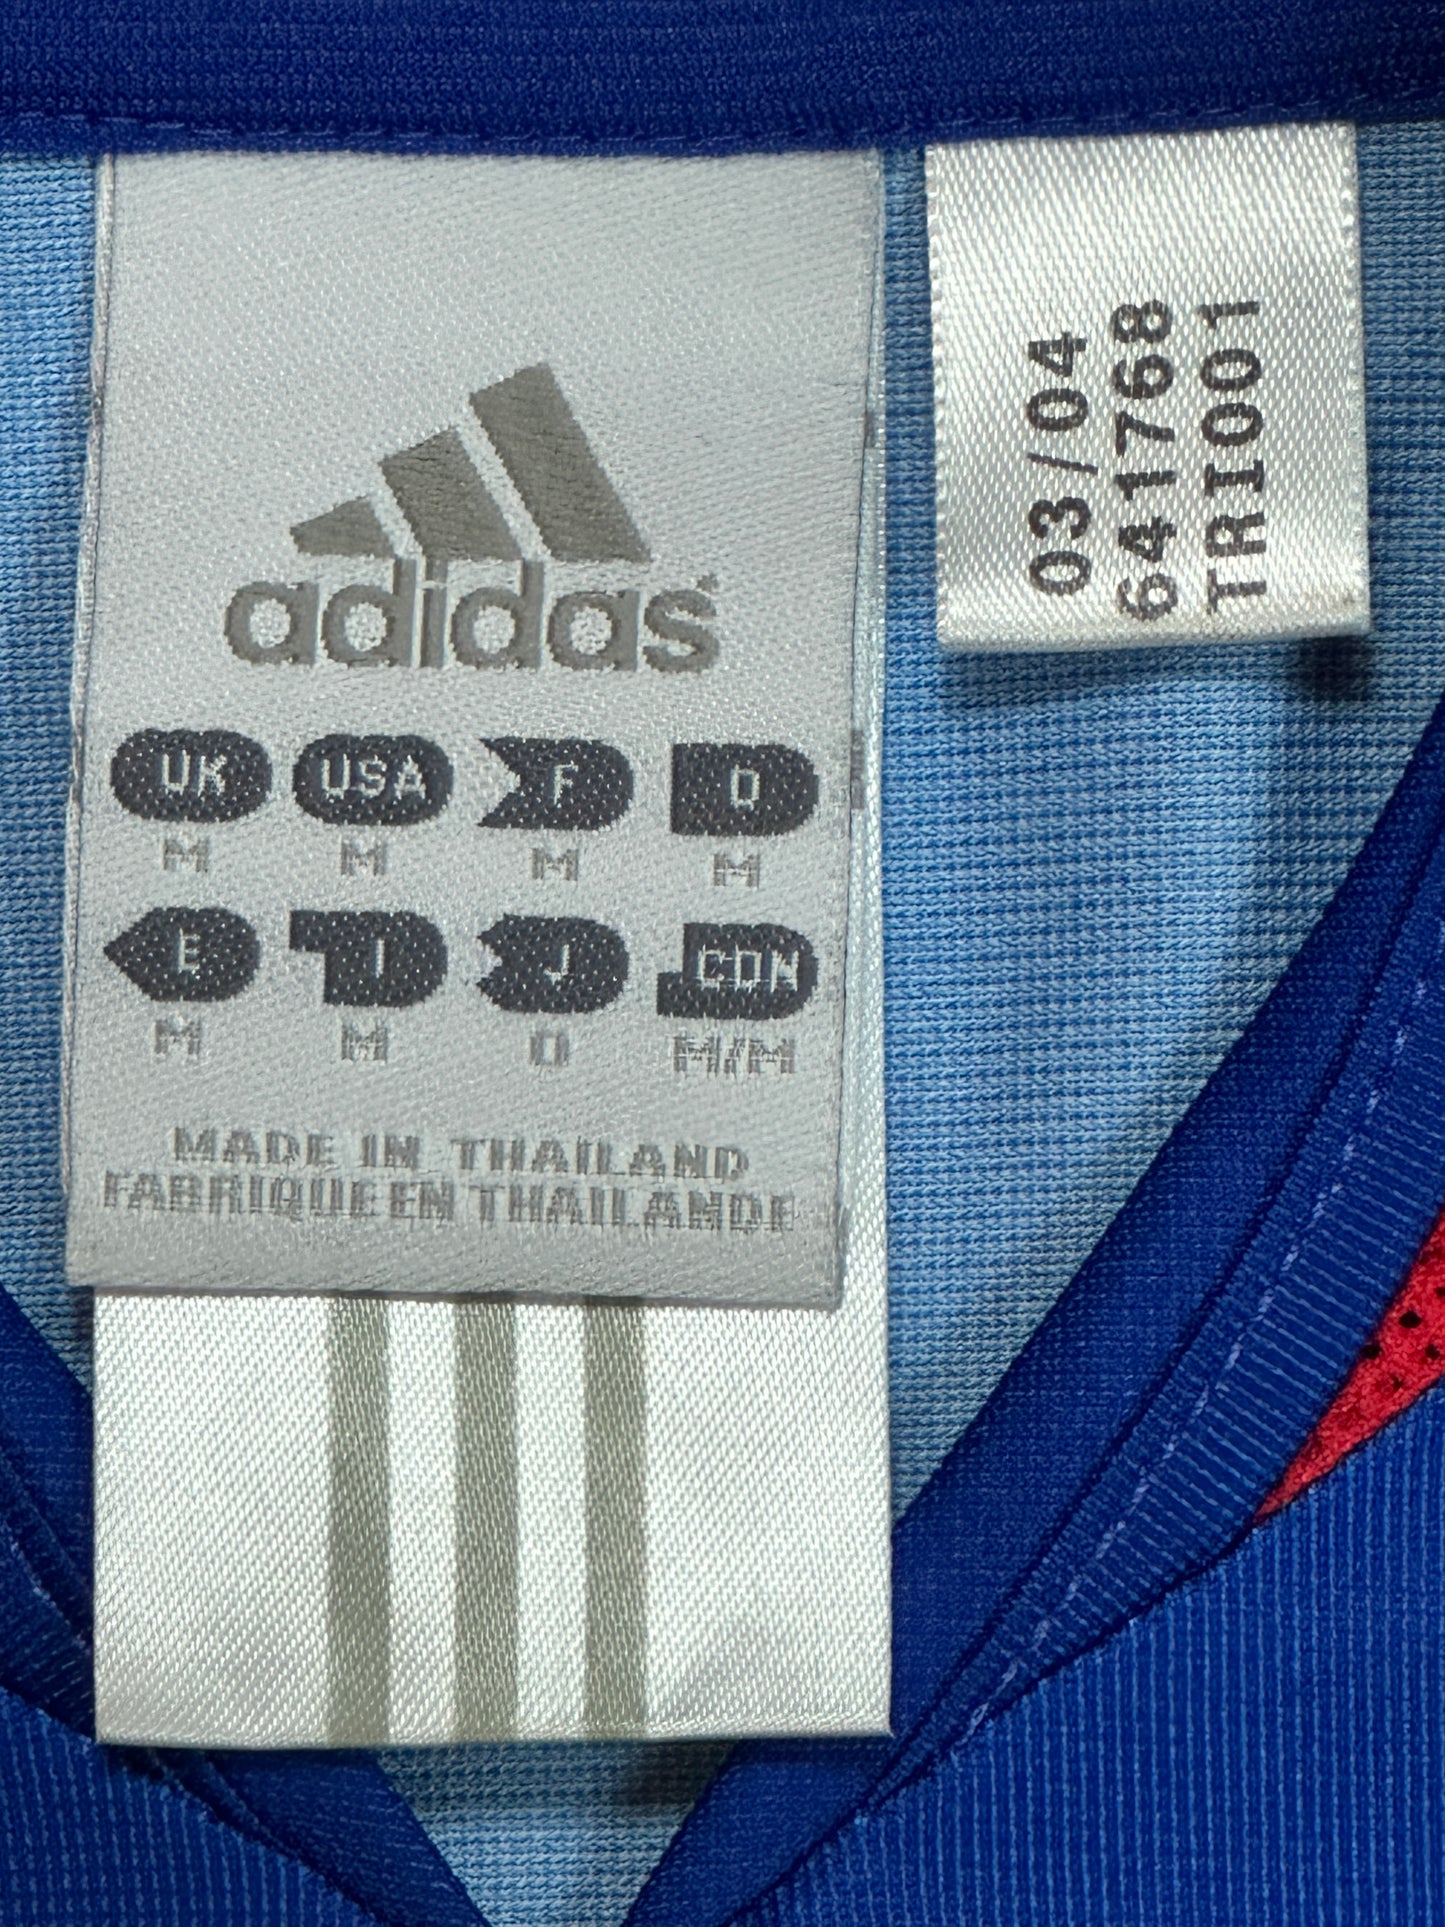 adidas
UK USA F D
M M M M
E I J CDN
M M O M/M
MADE IN THAILAND
FABRIQUE EN THAILANDE
03/04
641768
TRI001